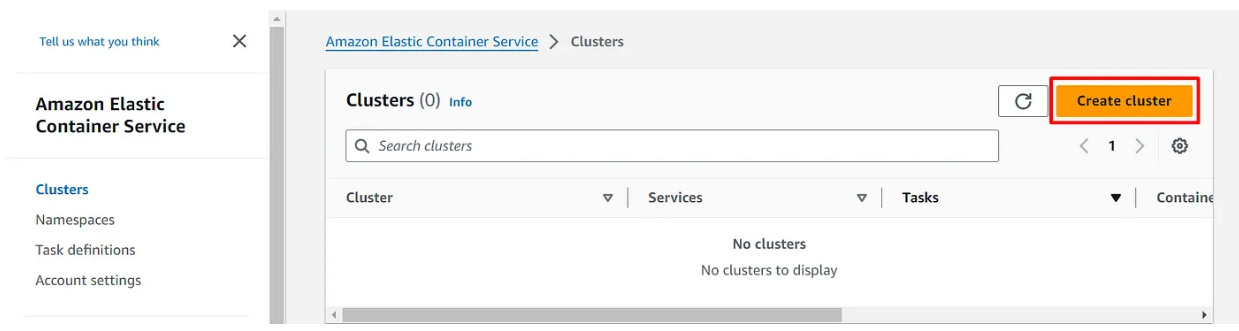 Tell us what you think
Amazon Elastic
Container Service
Clusters
Namespaces
Task definitions
Account settings
Amazon Elastic Container Service > Clusters
Clusters (0) Info
Create cluster
Search clusters
1
Cluster Services Tasks Containe
No clusters
No clusters to display